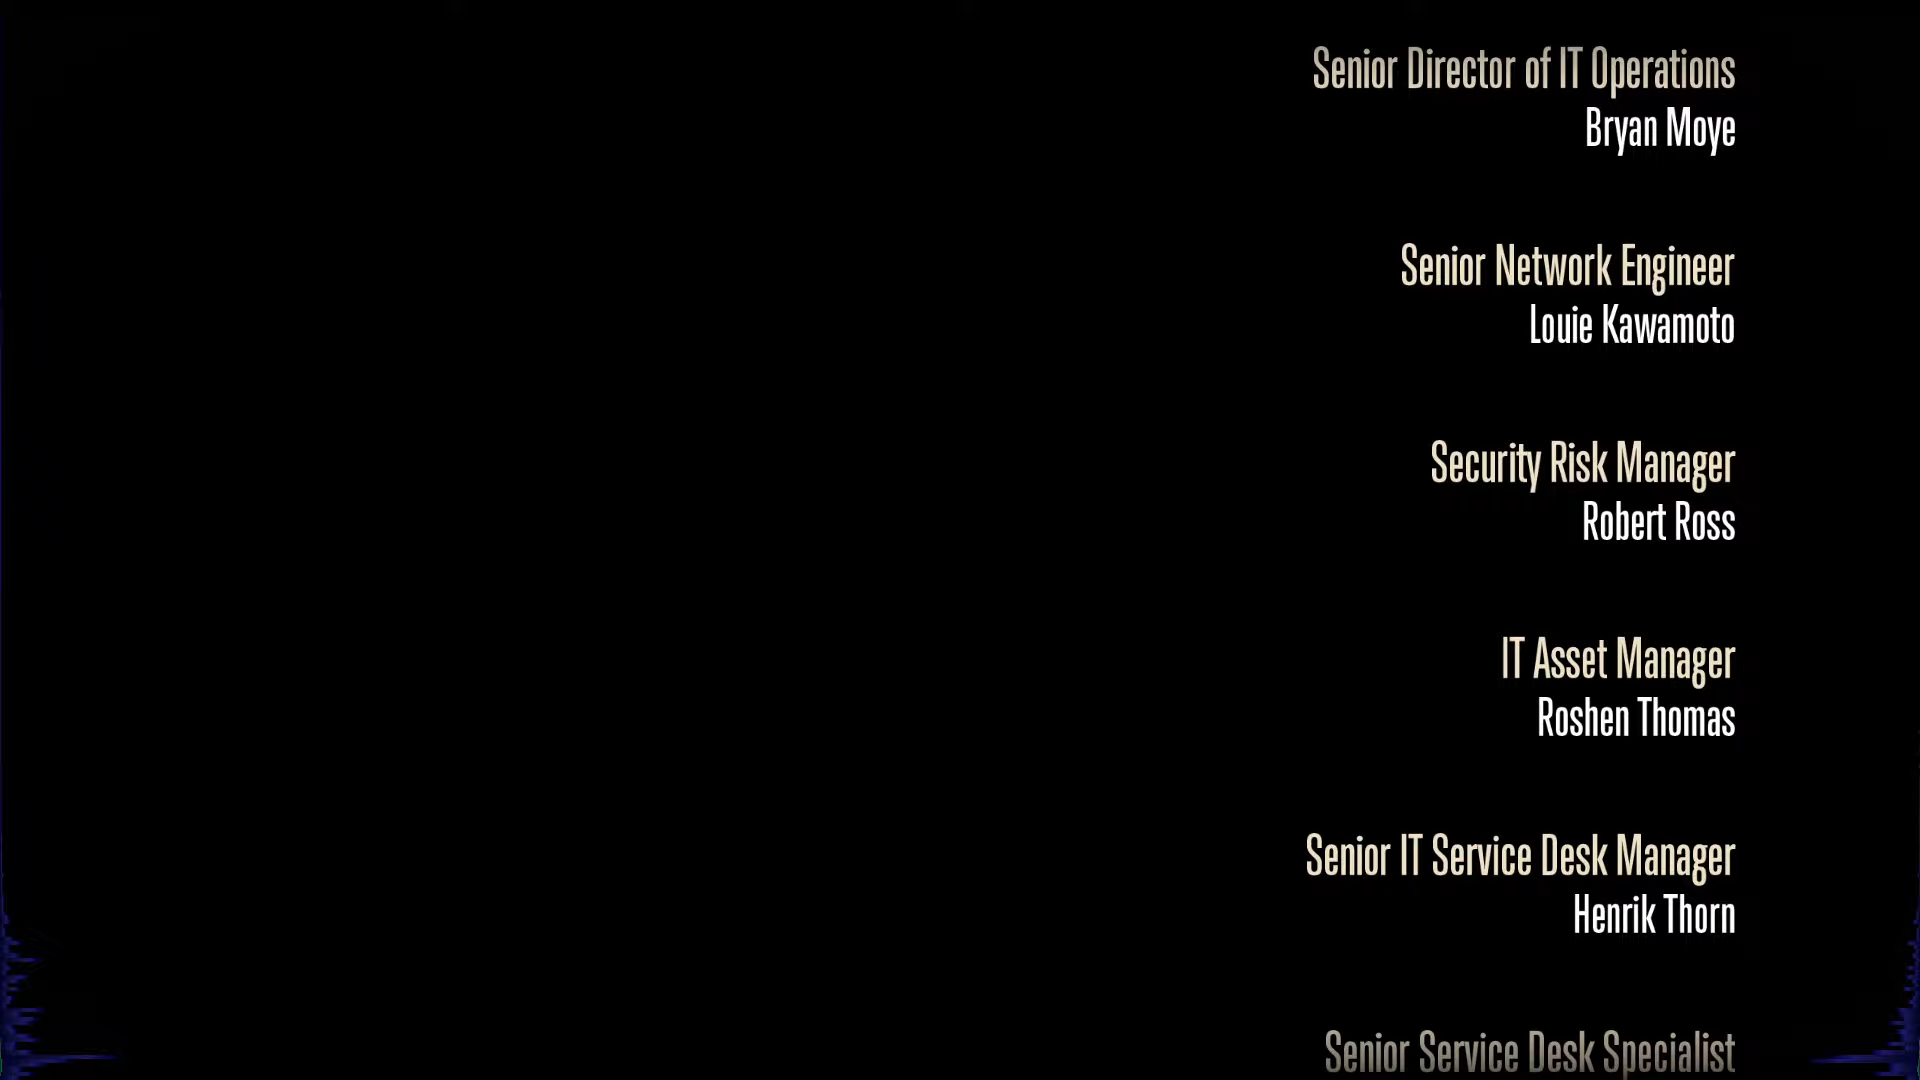 Senior Director of IT Operations
Bryan Moye
Senior Network Engineer
Louie Kawamoto
Security Risk Manager
Robert Ross
IT Asset Manager
Roshen Thomas
Senior IT Service Desk Manager
Henrik Thorn
Senior Service Desk Specialist